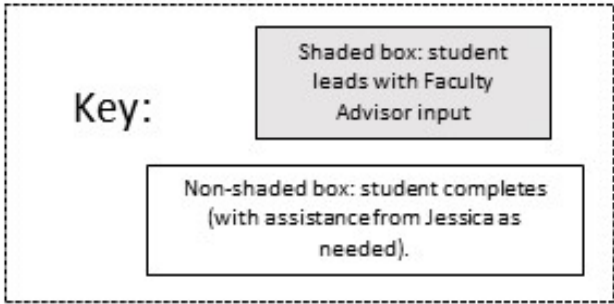 Shaded box: student
leads with Faculty
Advisor input
Key:
Non-shaded box: student completes
(with assistance from Jessica as
needed).